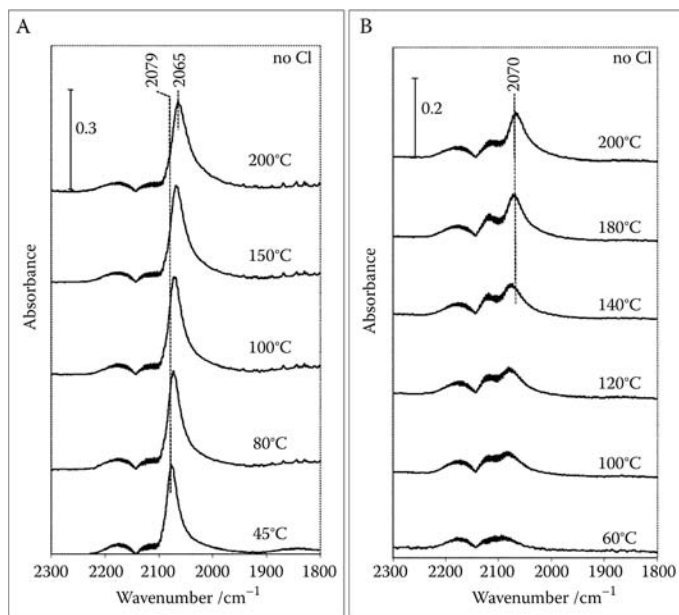 A
no Cl
2079
2065
0.3
200°C
150°C
100°C
80°C
45°C
Absorbance
2300 2200 2100 2000 1900 1800
Wavenumber /cm⁻¹
B
no Cl
2070
0.2
200°C
180°C
140°C
120°C
100°C
60°C
Absorbance
2300 2200 2100 2000 1900 1800
Wavenumber /cm⁻¹